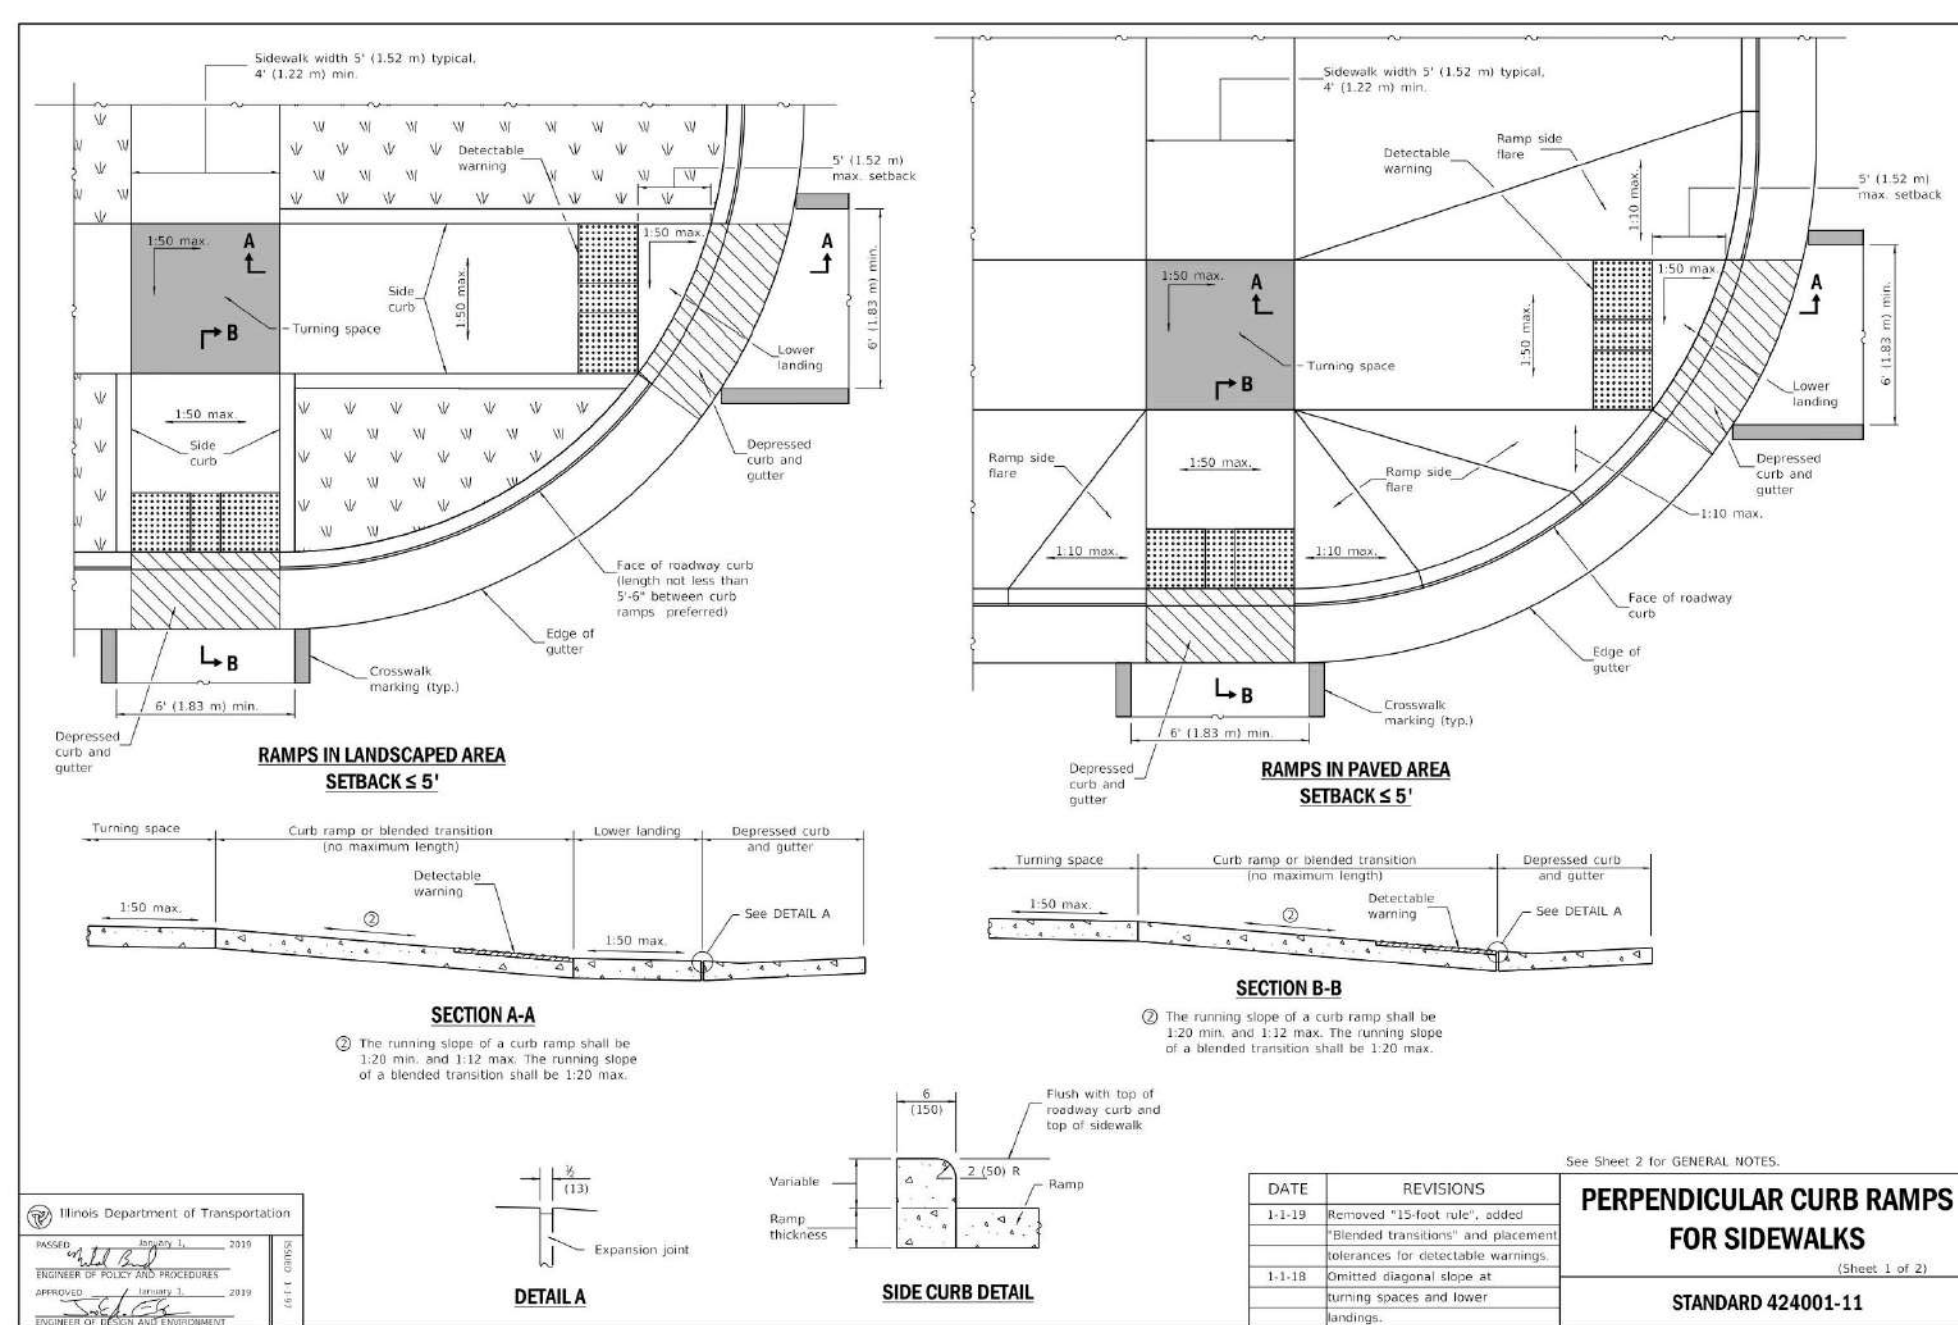 Sidewalk width 5' (1.52 m) typical,
4' (1.22 m) min.
Detectable
warning
5' (1.52 m)
max. setback
1:50 max.
A
1:50 max.
A
Side
curb
1:50 max.
6' (1.83 m) min.
Turning space
B
Lower
landing
1:50 max.
Side
curb
Depressed
curb and
gutter
Face of roadway curb
(length not less than
5'-6" between curb
ramps preferred)
Edge of
gutter
B
Crosswalk
marking (typ.)
6' (1.83 m) min.
Depressed
curb and
gutter
RAMPS IN LANDSCAPED AREA
SETBACK ≤ 5'
Sidewalk width 5' (1.52 m) typical,
4' (1.22 m) min.
Ramp side
flare
Detectable
warning
1:10 max.
5' (1.52 m)
max. setback
1:50 max.
A
1:50 max.
A
1:50 max.
6' (1.83 m) min.
Turning space
B
Lower
landing
Ramp side
flare
1:50 max.
Ramp side
flare
Depressed
curb and
gutter
1:10 max.
1:10 max.
1:10 max.
Face of roadway
curb
Edge of
gutter
B
Crosswalk
marking (typ.)
6' (1.83 m) min.
Depressed
curb and
gutter
RAMPS IN PAVED AREA
SETBACK ≤ 5'
Turning space
Curb ramp or blended transition
(no maximum length)
Lower landing
Depressed curb
and gutter
Detectable
warning
1:50 max.
②
See DETAIL A
1:50 max.
SECTION A-A
② The running slope of a curb ramp shall be
1:20 min. and 1:12 max. The running slope
of a blended transition shall be 1:20 max.
Turning space
Curb ramp or blended transition
(no maximum length)
Depressed curb
and gutter
Detectable
warning
1:50 max.
②
See DETAIL A
SECTION B-B
② The running slope of a curb ramp shall be
1:20 min. and 1:12 max. The running slope
of a blended transition shall be 1:20 max.
½
(13)
Expansion joint
DETAIL A
6
(150)
Flush with top of
roadway curb and
top of sidewalk
Variable
2 (50) R
Ramp
Ramp
thickness
SIDE CURB DETAIL
Illinois Department of Transportation
PASSED January 1, 2019
ENGINEER OF POLICY AND PROCEDURES
APPROVED January 1, 2019
ENGINEER OF DESIGN AND ENVIRONMENT
ISSUED 1-1-97
See Sheet 2 for GENERAL NOTES.
DATE REVISIONS
1-1-19 Removed "15-foot rule", added
"Blended transitions" and placement
tolerances for detectable warnings.
1-1-18 Omitted diagonal slope at
turning spaces and lower
landings.
PERPENDICULAR CURB RAMPS
FOR SIDEWALKS
(Sheet 1 of 2)
STANDARD 424001-11